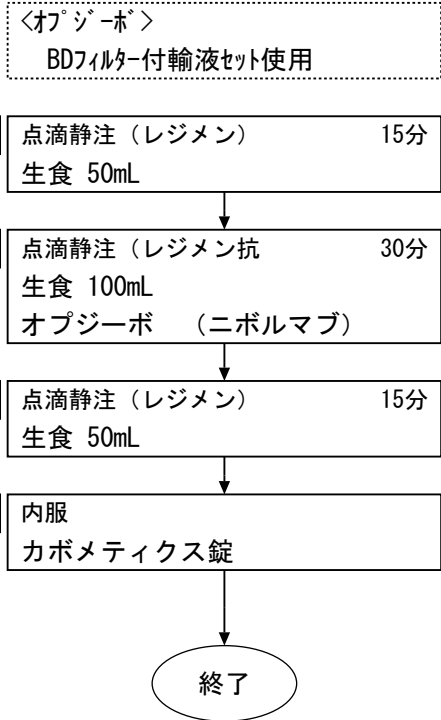 <ｵﾌﾟｼﾞｰﾎﾞ>
BDﾌｨﾙﾀｰ付輸液ｾｯﾄ使用
点滴静注（レジメン） 15分
生食 50mL
点滴静注（レジメン抗 30分
生食 100mL
オプジーボ （ニボルマブ）
点滴静注（レジメン） 15分
生食 50mL
内服
カボメティクス錠
終了